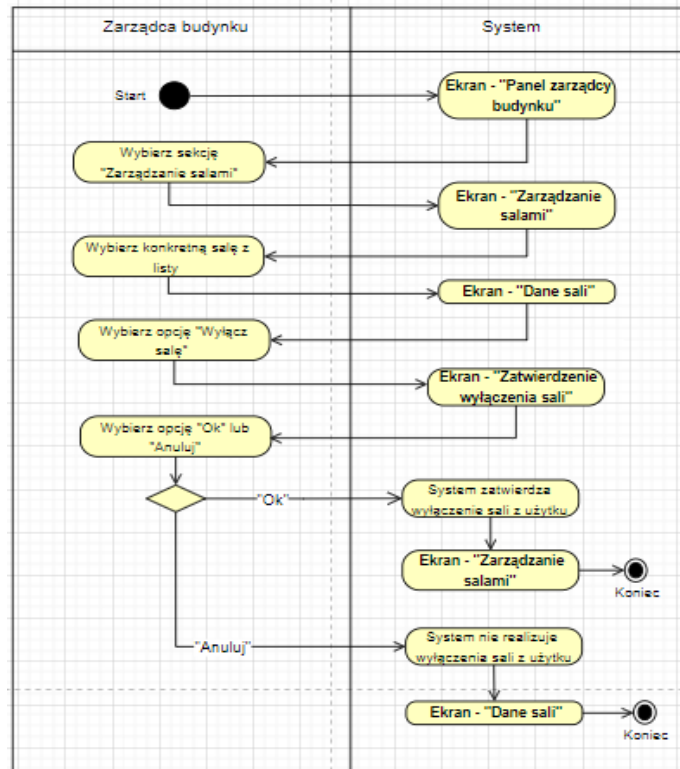 Zarządca budynku
System
Start
Ekran - "Panel zarządcy
budynku"
Wybierz sekcję
"Zarządzanie salami"
Ekran - "Zarządzanie
salami"
Wybierz konkretną salę z
listy
Ekran - "Dane sali"
Wybierz opcję "Wyłącz
salę"
Ekran - "Zatwierdzenie
wyłączenia sali"
Wybierz opcję "Ok" lub
"Anuluj"
"Ok"
System zatwierdza
wyłączenie sali z użytku
Ekran - "Zarządzanie
salami"
Koniec
"Anuluj"
System nie realizuje
wyłączenia sali z użytku
Ekran - "Dane sali"
Koniec